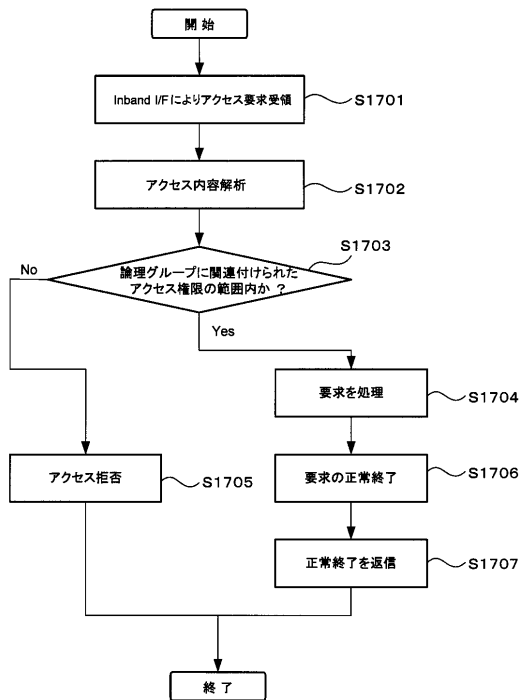 開 始
Inband I/Fによりアクセス要求受領
S1701
アクセス内容解析
S1702
S1703
論理グループに関連付けられた
アクセス権限の範囲内か ？
No
Yes
要求を処理
S1704
アクセス拒否
S1705
要求の正常終了
S1706
正常終了を返信
S1707
終 了